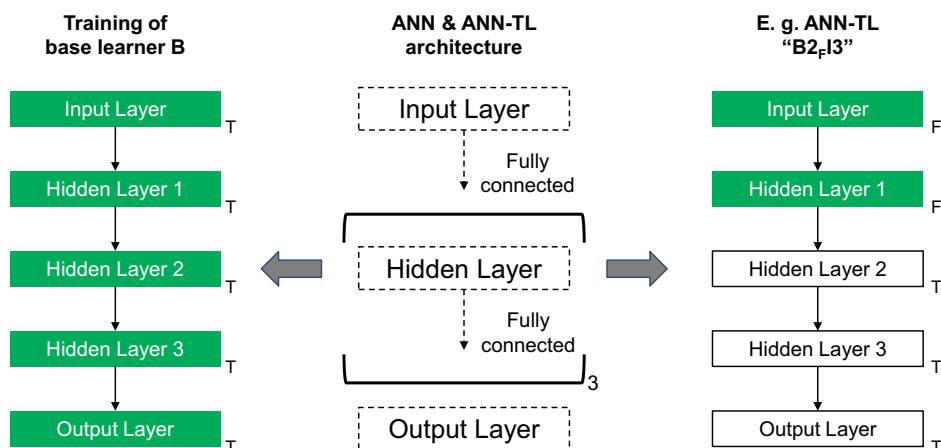 Training of
base learner B
Input Layer
T
Hidden Layer 1
T
Hidden Layer 2
T
Hidden Layer 3
T
Output Layer
T
ANN & ANN-TL
architecture
Input Layer
Fully
connected
Hidden Layer
Fully
connected
3
Output Layer
E. g. ANN-TL
“B2FI3”
Input Layer
F
Hidden Layer 1
F
Hidden Layer 2
T
Hidden Layer 3
T
Output Layer
T